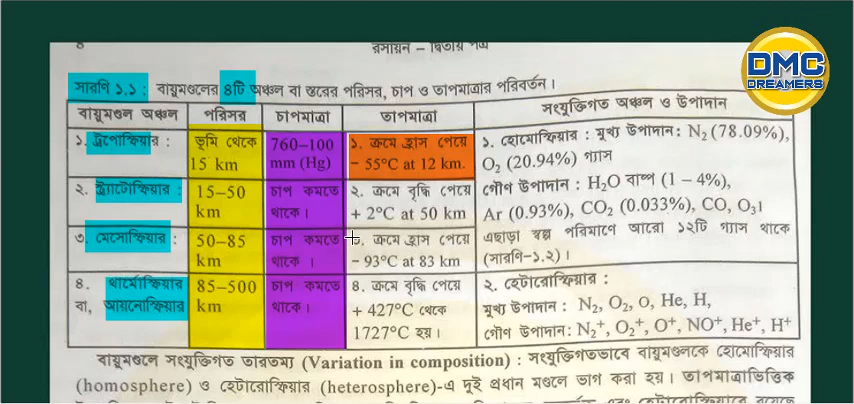 ৪
রসায়ন – দ্বিতীয় পত্র
DMC
DREAMERS
সারণি ১.১ : বায়ুমণ্ডলের ৪টি অঞ্চল বা স্তরের পরিসর, চাপ ও তাপমাত্রার পরিবর্তন।
বায়ুমণ্ডল অঞ্চল পরিসর চাপমাত্রা তাপমাত্রা সংযুক্তিগত অঞ্চল ও উপাদান
১. ট্রপোস্ফিয়ার :
ভূমি থেকে
15 km
760–100
mm (Hg)
১. ক্রমে হ্রাস পেয়ে
– 55°C at 12 km.
২. স্ট্র্যাটোস্ফিয়ার :
15–50
km
চাপ কমতে
থাকে।
২. ক্রমে বৃদ্ধি পেয়ে
+ 2°C at 50 km
৩. মেসোস্ফিয়ার :
50–85
km
চাপ কমতে
থাকে ।
ক্রমে হ্রাস পেয়ে
– 93°C at 83 km
৪. থার্মোস্ফিয়ার
বা, আয়নোস্ফিয়ার
85–500
km
চাপ কমতে
থাকে।
৪. ক্রমে বৃদ্ধি পেয়ে
+ 427°C থেকে
1727°C হয়।
১. হোমোস্ফিয়ার : মুখ্য উপাদান: N₂ (78.09%),
O₂ (20.94%) গ্যাস
গৌণ উপাদান : H₂O বাষ্প (1 – 4%),
Ar (0.93%), CO₂ (0.033%), CO, O₃।
এছাড়া স্বল্প পরিমাণে আরো ১২টি গ্যাস থাকে
(সারণি-১.২)।
২. হেটারোস্ফিয়ার :
মুখ্য উপাদান : N₂, O₂, O, He, H,
গৌণ উপাদান: N₂⁺, O₂⁺, O⁺, NO⁺, He⁺, H⁺
বায়ুমণ্ডলে সংযুক্তিগত তারতম্য (Variation in composition) : সংযুক্তিগতভাবে বায়ুমণ্ডলকে হোমোস্ফিয়ার
(homosphere) ও হেটারোস্ফিয়ার (heterosphere)-এ দুই প্রধান মণ্ডলে ভাগ করা হয়। তাপমাত্রাভিত্তিক